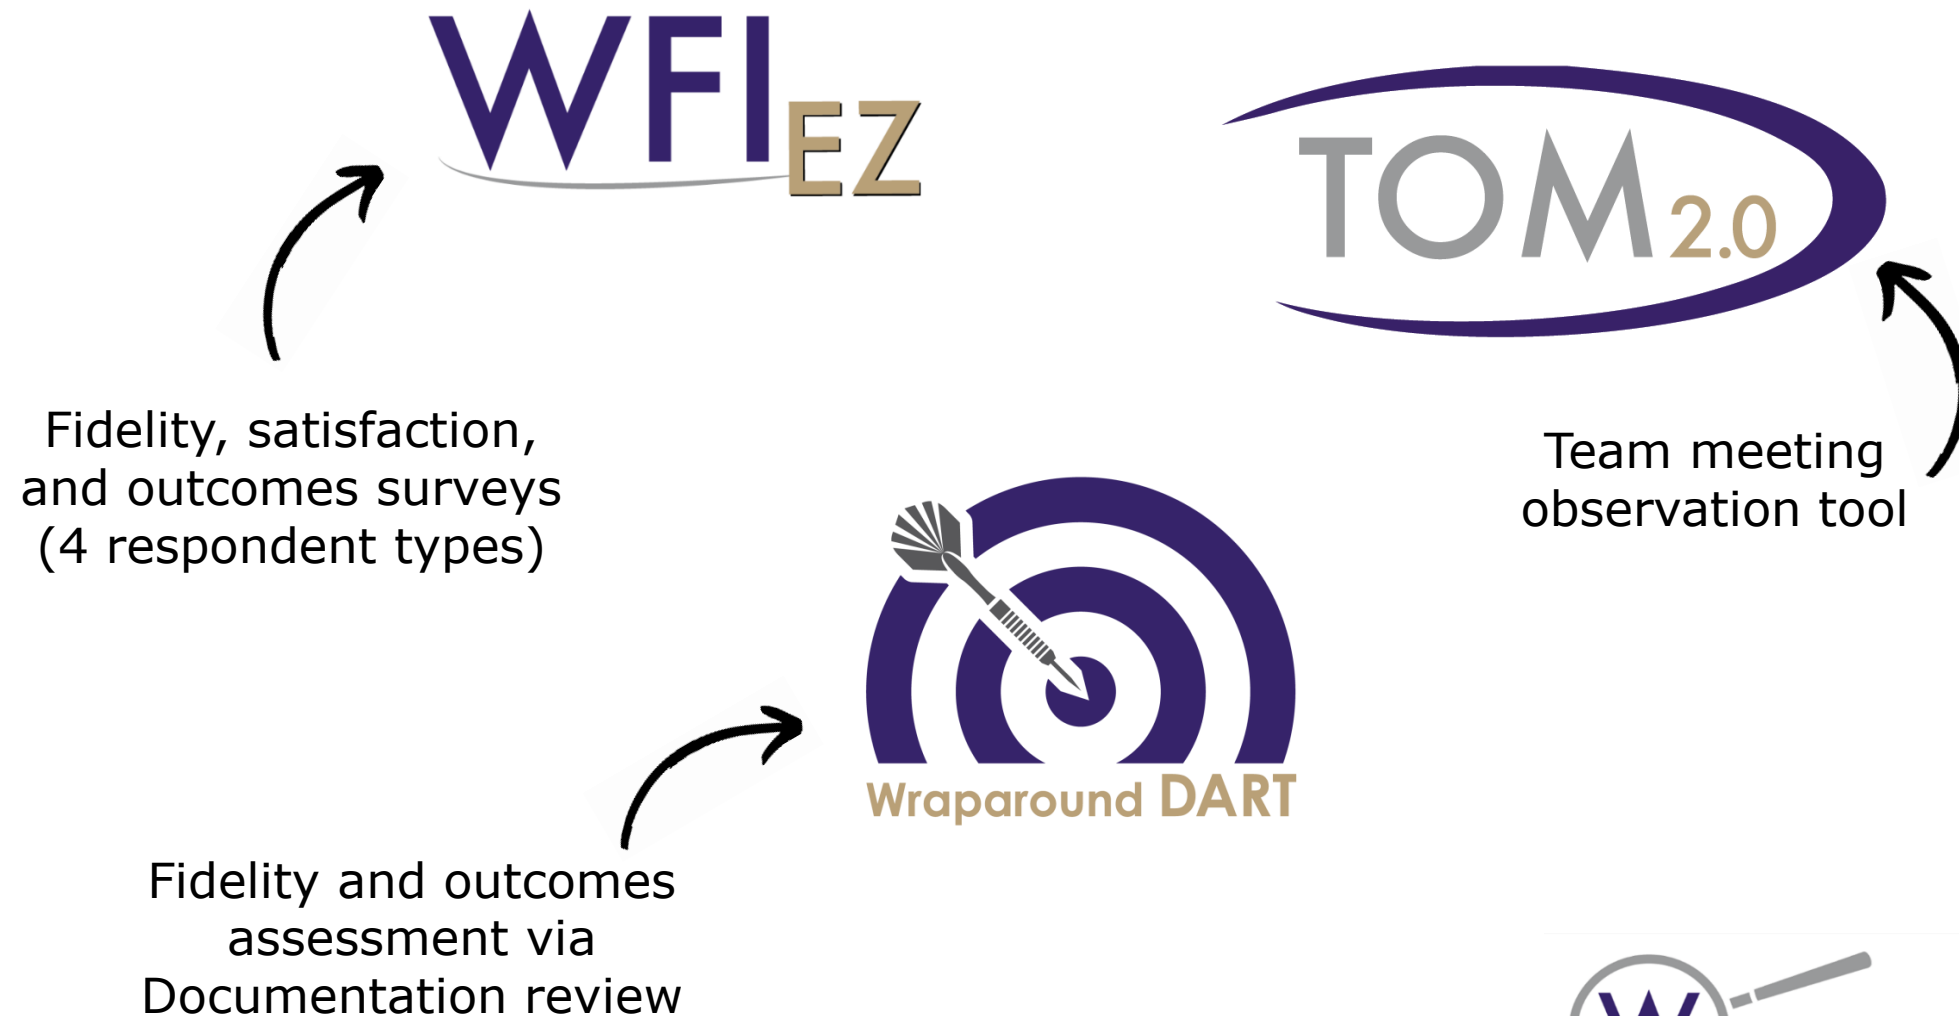 WFI EZ
TOM 2.0
Fidelity, satisfaction,
and outcomes surveys
(4 respondent types)
Team meeting
observation tool
Wraparound DART
Fidelity and outcomes
assessment via
Documentation review
W